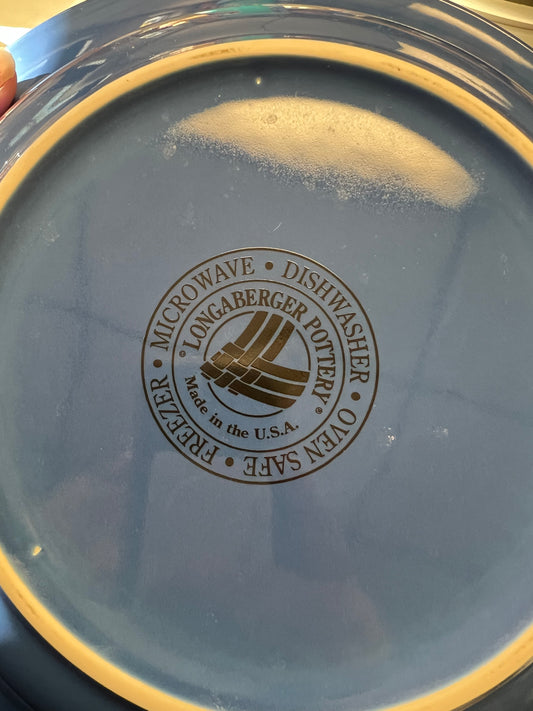 MICROWAVE • DISHWASHER • OVEN SAFE • FREEZER •
© LONGABERGER POTTERY ®
Made in the U.S.A.